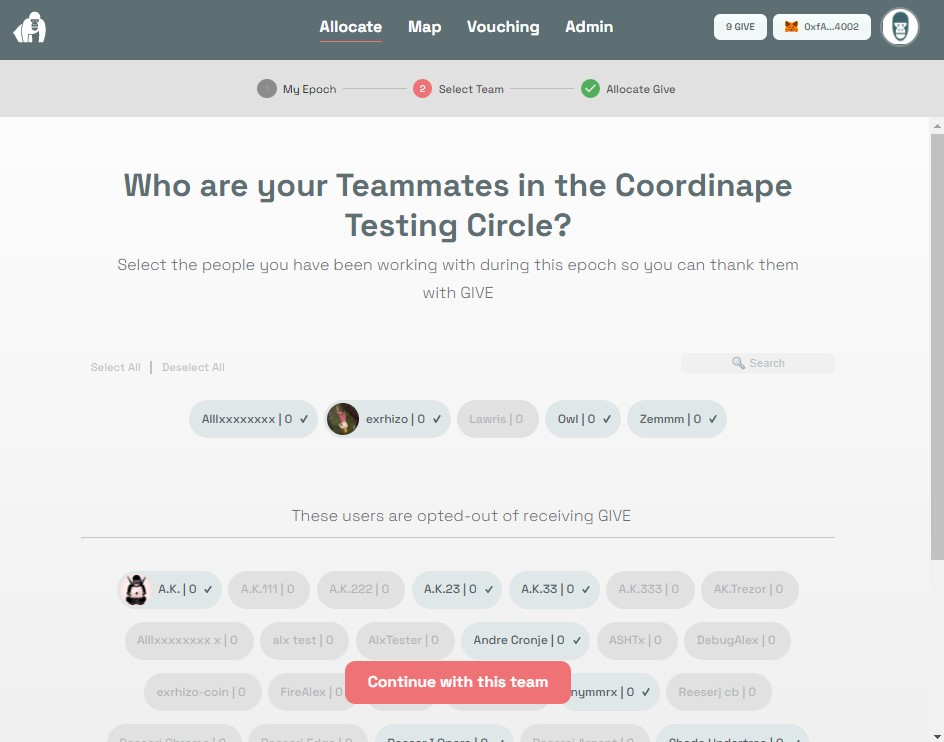 Allocate Map Vouching Admin 9 GIVE 0xfA...4002
My Epoch 2 Select Team Allocate Give
Who are your Teammates in the Coordinape
Testing Circle?
Select the people you have been working with during this epoch so you can thank them
with GIVE
Select All | Deselect All Search
Alllxxxxxxxx | 0 ✓ exrhizo | 0 ✓ Lawris | 0 Owl | 0 ✓ Zemmm | 0 ✓
These users are opted-out of receiving GIVE
A.K. | 0 ✓ A.K.111 | 0 A.K.222 | 0 A.K.23 | 0 ✓ A.K.33 | 0 ✓ A.K.333 | 0 AK.Trezor | 0
Alllxxxxxxxx x | 0 alx test | 0 AlxTester | 0 Andre Cronje | 0 ✓ ASHTx | 0 DebugAlex | 0
exrhizo-coin | 0 FireAlex | 0 Continue with this team nymmrx | 0 ✓ Reeserj cb | 0